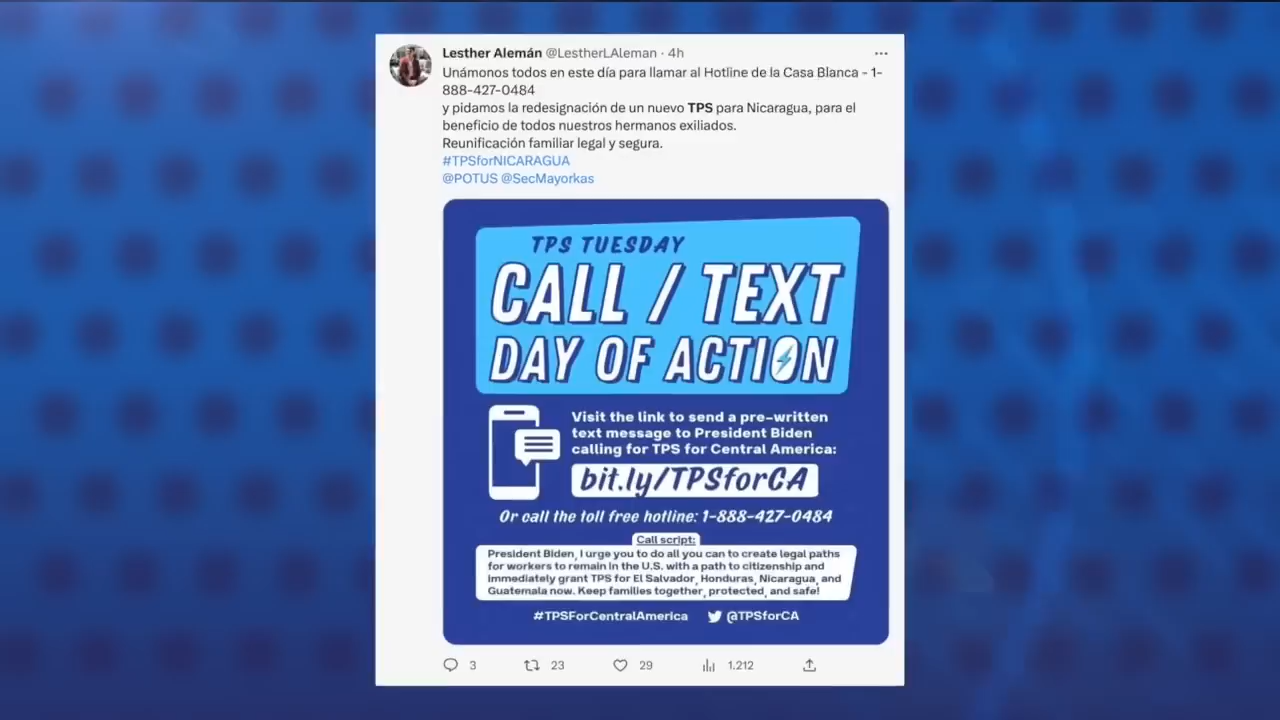 Lesther Alemán @LestherLAleman · 4h
Unámonos todos en este día para llamar al Hotline de la Casa Blanca - 1-
888-427-0484
y pidamos la redesignación de un nuevo TPS para Nicaragua, para el
beneficio de todos nuestros hermanos exiliados.
Reunificación familiar legal y segura.
#TPSforNICARAGUA
@POTUS @SecMayorkas
TPS TUESDAY
CALL / TEXT
DAY OF ACTION
Visit the link to send a pre-written
text message to President Biden
calling for TPS for Central America:
bit.ly/TPSforCA
Or call the toll free hotline: 1-888-427-0484
Call script:
President Biden, I urge you to do all you can to create legal paths
for workers to remain in the U.S. with a path to citizenship and
immediately grant TPS for El Salvador, Honduras, Nicaragua, and
Guatemala now. Keep families together, protected, and safe!
#TPSForCentralAmerica @TPSforCA
3 23 29 1.212